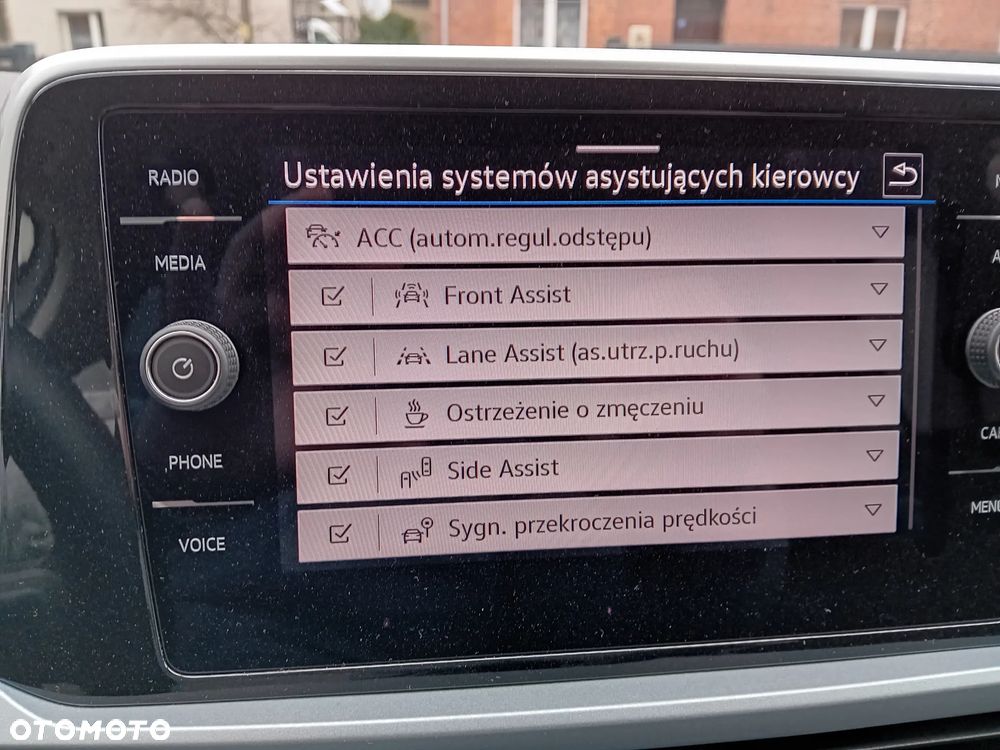 RADIO
MEDIA
PHONE
VOICE
Ustawienia systemów asystujących kierowcy
ACC (autom.regul.odstępu)
Front Assist
Lane Assist (as.utrz.p.ruchu)
Ostrzeżenie o zmęczeniu
Side Assist
Sygn. przekroczenia prędkości
MENU
OTOMOTO